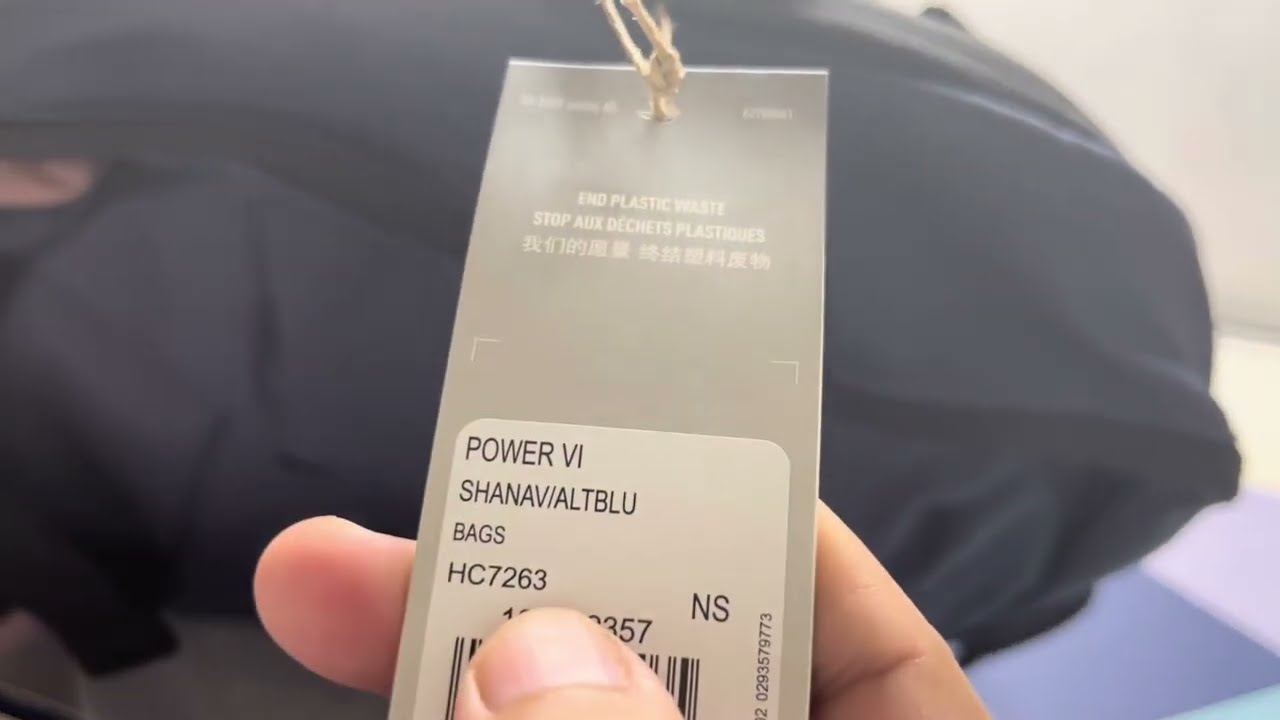 END PLASTIC WASTE
STOP AUX DÉCHETS PLASTIQUES
我们的愿景 终结塑料废物
POWER VI
SHANAV/ALTBLU
BAGS
HC7263
NS
0293579773